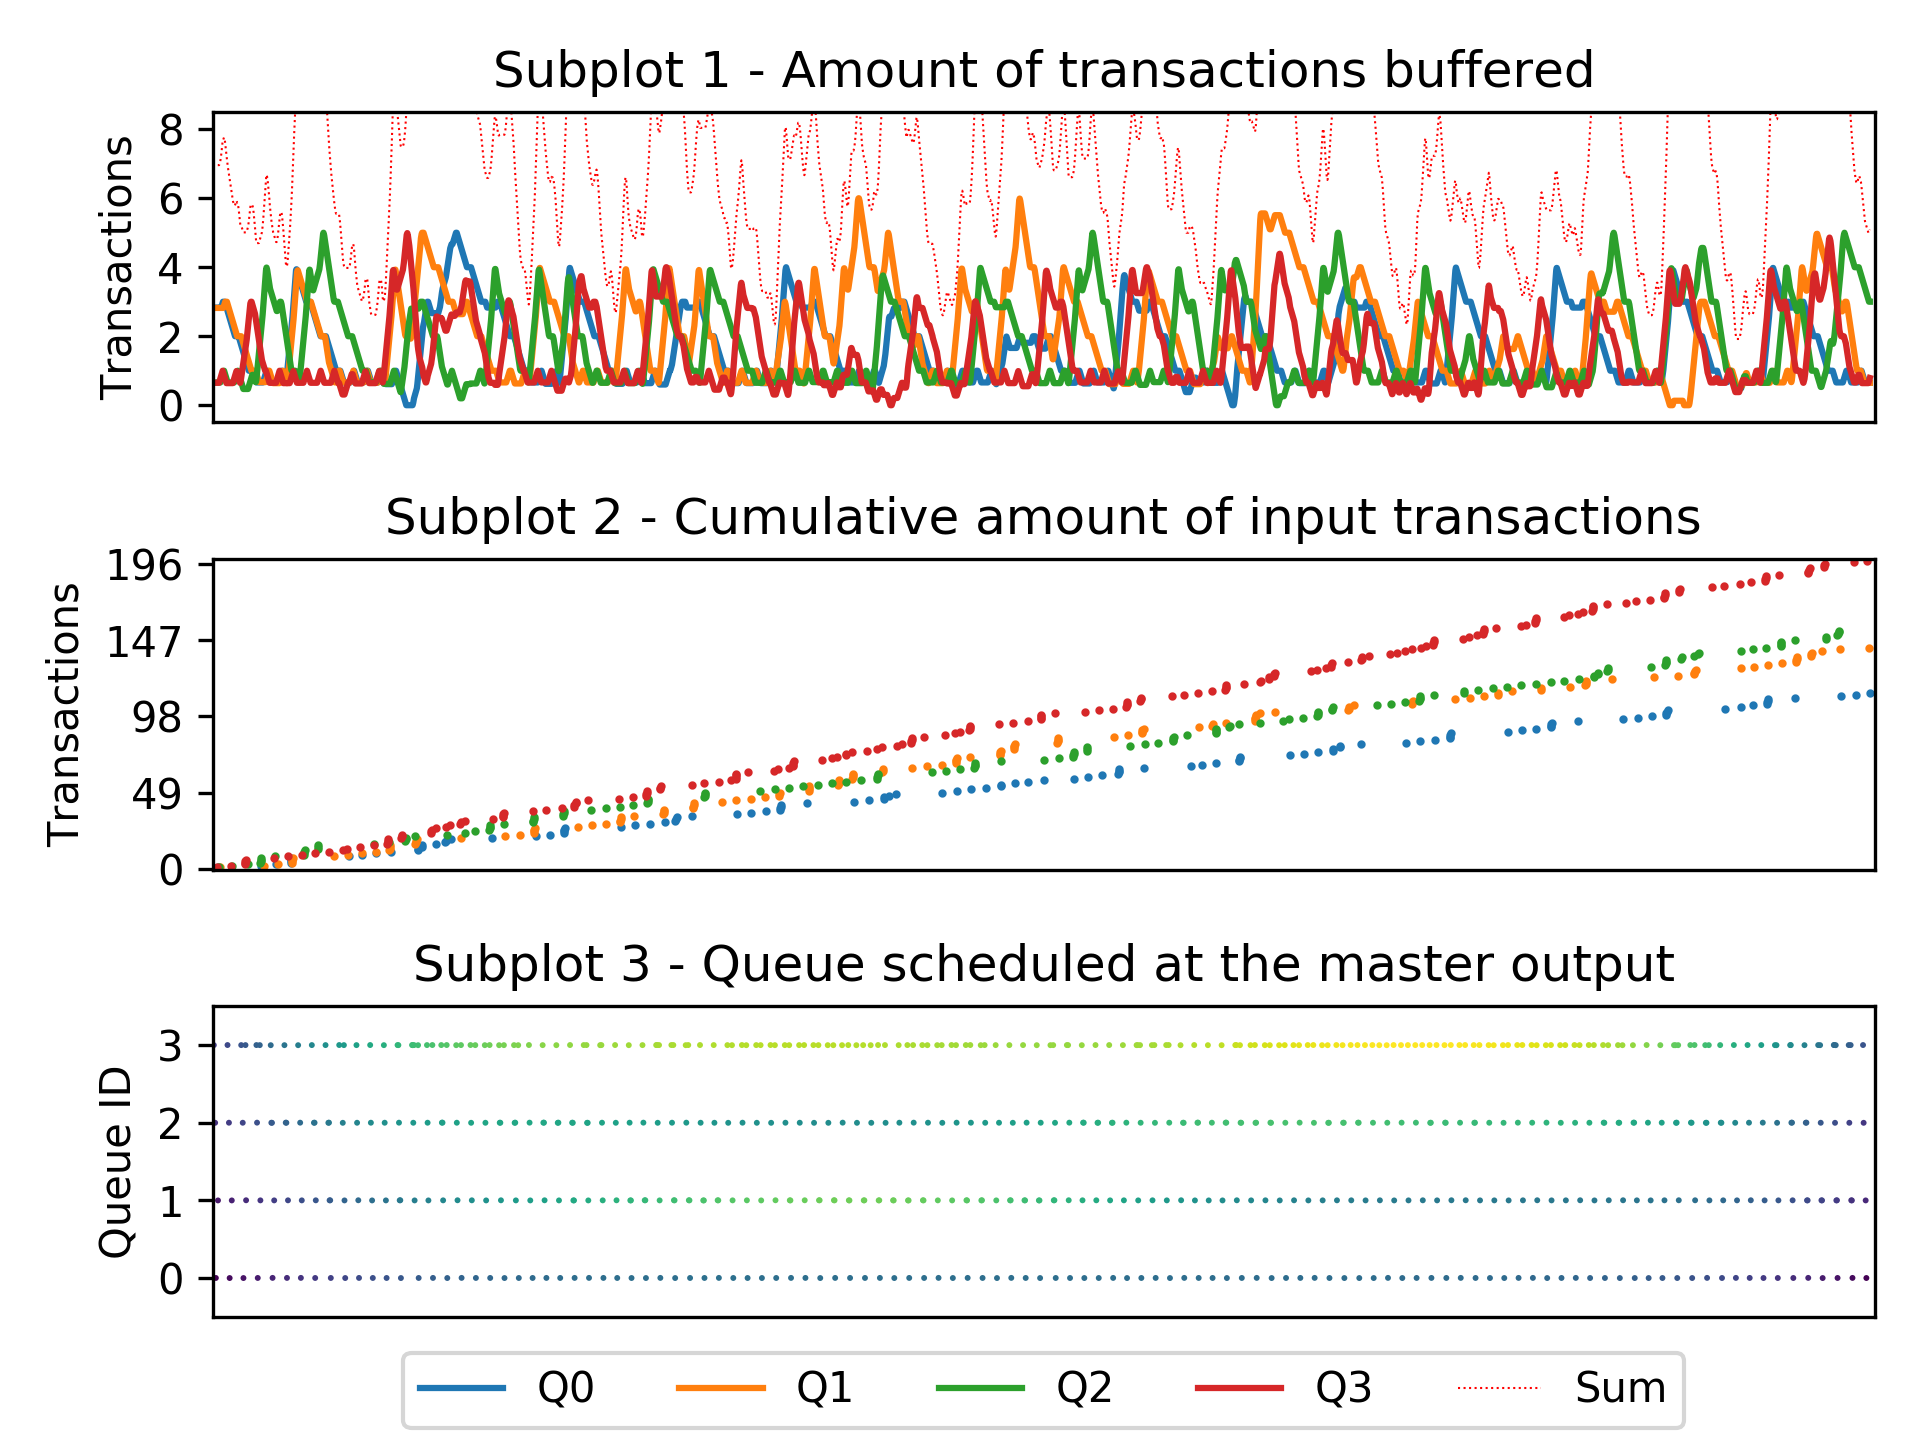 Subplot 1 - Amount of transactions buffered
Transactions
8
6
4
2
0
Subplot 2 - Cumulative amount of input transactions
Transactions
196
147
98
49
0
Subplot 3 - Queue scheduled at the master output
Queue ID
3
2
1
0
Q0 Q1 Q2 Q3 Sum